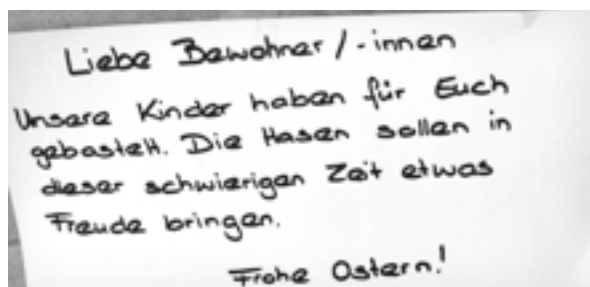 Liebe Bewohner/-innen
Unsere Kinder haben für Euch
gebastelt. Die Hasen sollen in
dieser schwierigen Zeit etwas
Freude bringen.
Frohe Ostern!